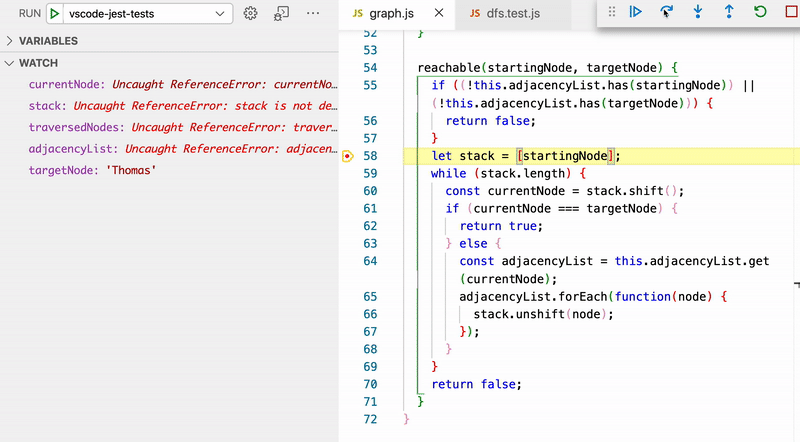 RUN vscode-jest-tests
VARIABLES
WATCH
currentNode: Uncaught ReferenceError: currentNo…
stack: Uncaught ReferenceError: stack is not de…
traversedNodes: Uncaught ReferenceError: traver…
adjacencyList: Uncaught ReferenceError: adjacen…
targetNode: 'Thomas'
JS graph.js
JS dfs.test.js
52 }
53
54 reachable(startingNode, targetNode) {
55 if ((!this.adjacencyList.has(startingNode)) ||
(!this.adjacencyList.has(targetNode))) {
56 return false;
57 }
58 let stack = [startingNode];
59 while (stack.length) {
60 const currentNode = stack.shift();
61 if (currentNode === targetNode) {
62 return true;
63 } else {
64 const adjacencyList = this.adjacencyList.get
(currentNode);
65 adjacencyList.forEach(function(node) {
66 stack.unshift(node);
67 });
68 }
69 }
70 return false;
71 }
72 }